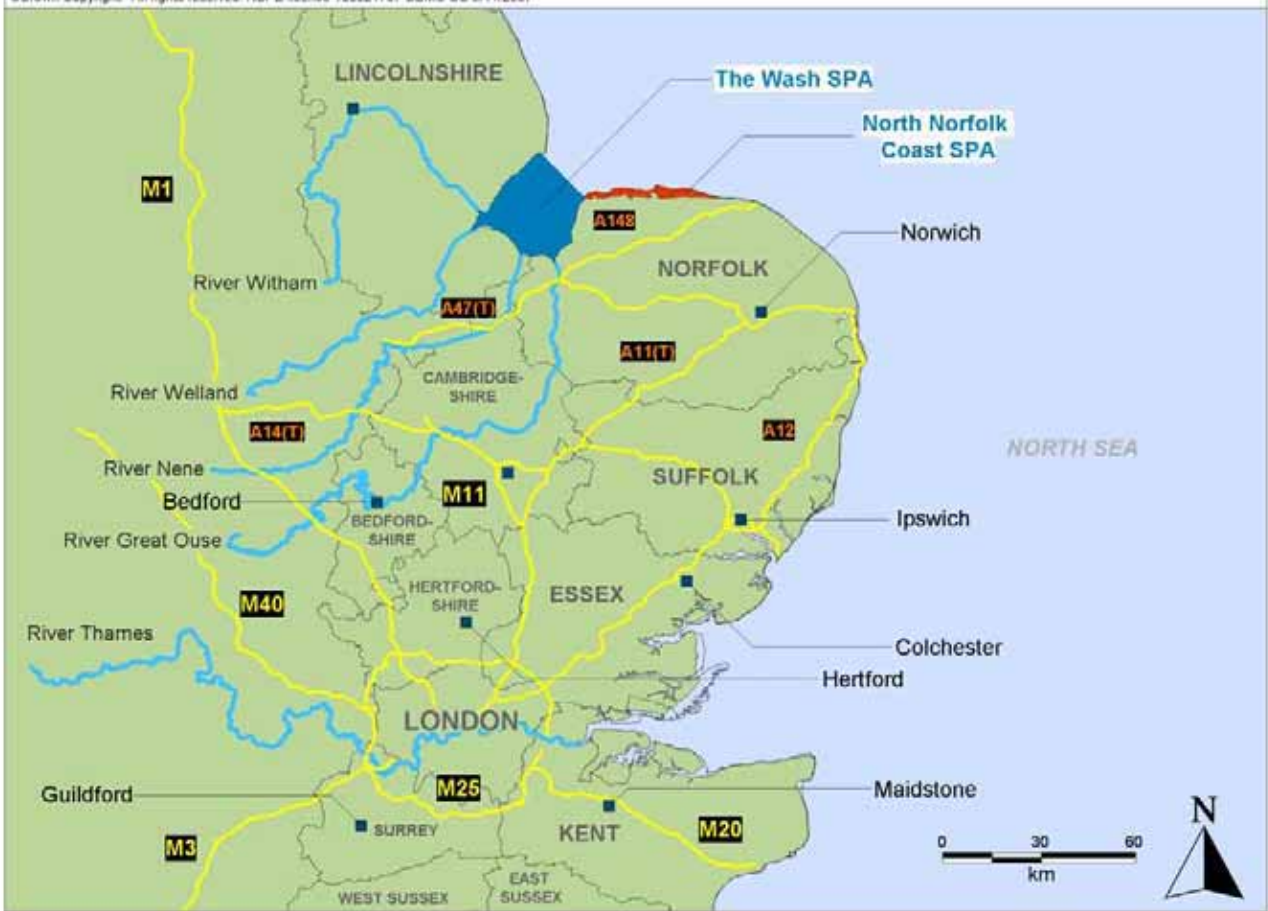 LINCOLNSHIRE
The Wash SPA
North Norfolk
Coast SPA
M1
A148
Norwich
NORFOLK
River Witham
A47(T)
A11(T)
CAMBRIDGE-
SHIRE
River Welland
A14(T)
A12
NORTH SEA
River Nene
SUFFOLK
Bedford
M11
Ipswich
BEDFORD-
SHIRE
River Great Ouse
HERTFORD-
SHIRE
ESSEX
M40
River Thames
Colchester
Hertford
LONDON
M25
Maidstone
Guildford
SURREY
KENT
M20
M3
N
0 30 60
km
WEST SUSSEX
EAST
SUSSEX